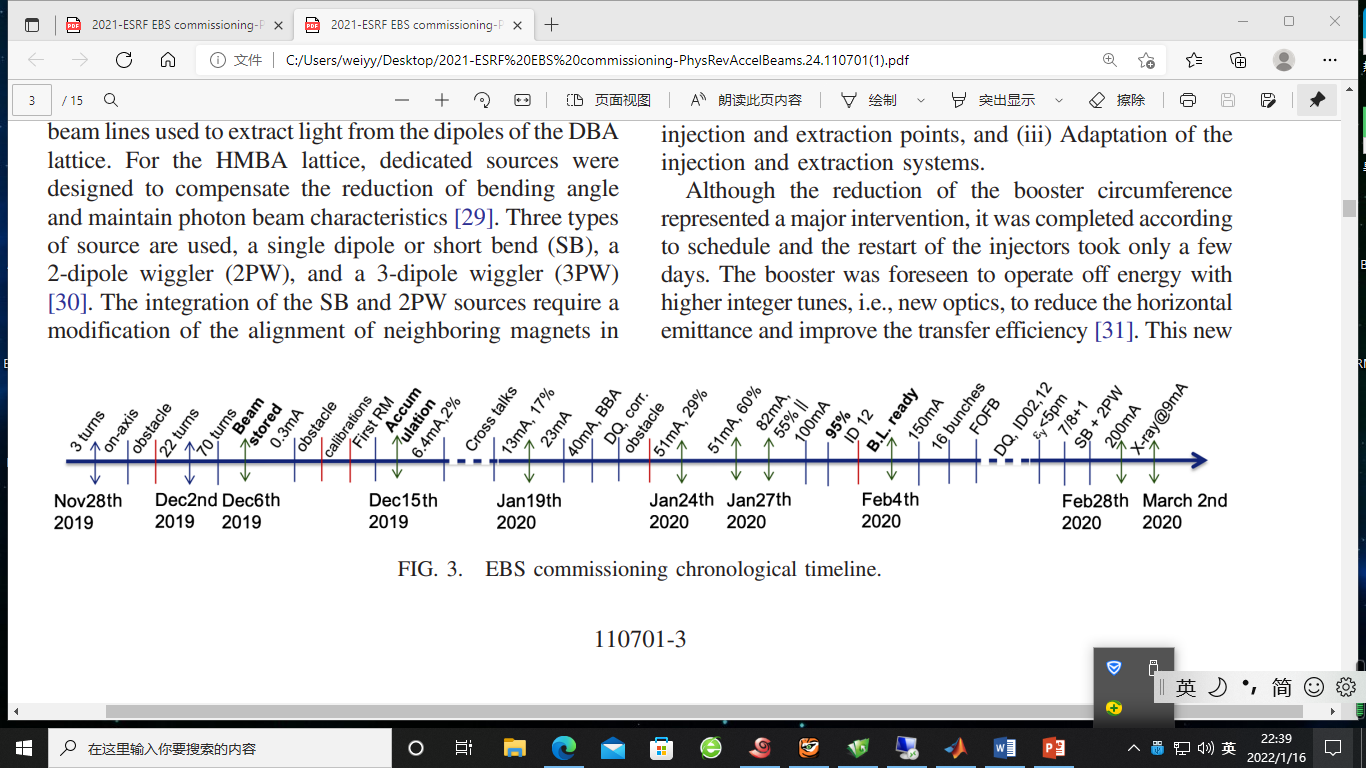 2021-ESRF EBS commissioning-P
2021-ESRF EBS commissioning-P
文件
C:/Users/weiyy/Desktop/2021-ESRF%20EBS%20commissioning-PhysRevAccelBeams.24.110701(1).pdf
3 / 15
页面视图
朗读此页内容
绘制
突出显示
擦除
beam lines used to extract light from the dipoles of the DBA
lattice. For the HMBA lattice, dedicated sources were
designed to compensate the reduction of bending angle
and maintain photon beam characteristics [29]. Three types
of source are used, a single dipole or short bend (SB), a
2-dipole wiggler (2PW), and a 3-dipole wiggler (3PW)
[30]. The integration of the SB and 2PW sources require a
modification of the alignment of neighboring magnets in
injection and extraction points, and (iii) Adaptation of the
injection and extraction systems.
Although the reduction of the booster circumference
represented a major intervention, it was completed according
to schedule and the restart of the injectors took only a few
days. The booster was foreseen to operate off energy with
higher integer tunes, i.e., new optics, to reduce the horizontal
emittance and improve the transfer efficiency [31]. This new
3 turns
on-axis
obstacle
22 turns
70 turns
Beam
stored
0.3mA
obstacle
calibrations
First RM
Accum
ulation
6.4mA,2%
Cross talks
13mA, 17%
23mA
40mA, BBA
DQ, corr.
obstacle
51mA, 29%
51mA, 60%
82mA,
55% ||
100mA
95%
ID 12
B.L. ready
150mA
16 bunches
FOFB
DQ, ID02,12
εy <5pm
7/8+1
SB + 2PW
200mA
X-ray@9mA
Nov28th
2019
Dec2nd
2019
Dec6th
2019
Dec15th
2019
Jan19th
2020
Jan24th
2020
Jan27th
2020
Feb4th
2020
Feb28th
2020
March 2nd
2020
FIG. 3. EBS commissioning chronological timeline.
110701-3
英
简
在这里输入你要搜索的内容
英
22:39
2022/1/16